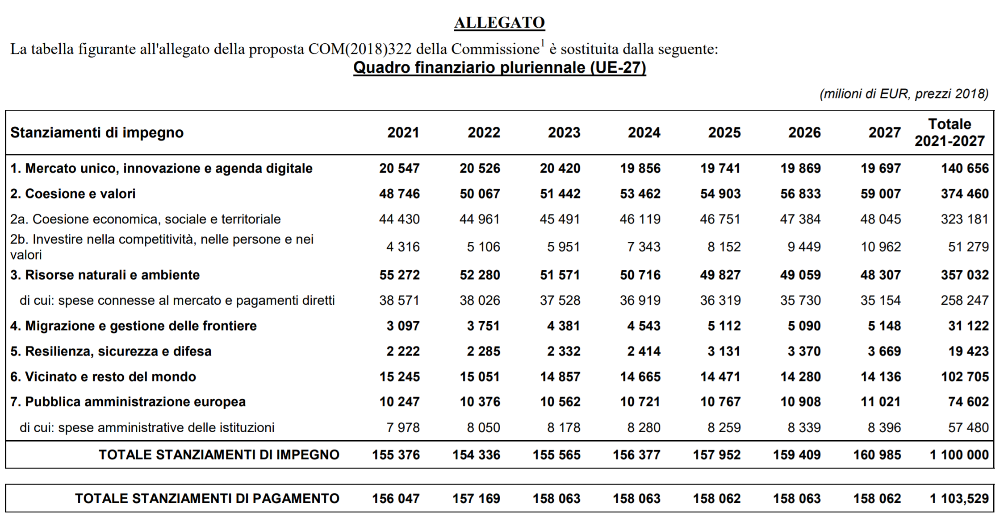 ALLEGATO
La tabella figurante all'allegato della proposta COM(2018)322 della Commissione1 è sostituita dalla seguente:
Quadro finanziario pluriennale (UE-27)
(milioni di EUR, prezzi 2018)
Stanziamenti di impegno 2021 2022 2023 2024 2025 2026 2027 Totale 2021-2027
1. Mercato unico, innovazione e agenda digitale 20 547 20 526 20 420 19 856 19 741 19 869 19 697 140 656
2. Coesione e valori 48 746 50 067 51 442 53 462 54 903 56 833 59 007 374 460
2a. Coesione economica, sociale e territoriale 44 430 44 961 45 491 46 119 46 751 47 384 48 045 323 181
2b. Investire nella competitività, nelle persone e nei
valori 4 316 5 106 5 951 7 343 8 152 9 449 10 962 51 279
3. Risorse naturali e ambiente 55 272 52 280 51 571 50 716 49 827 49 059 48 307 357 032
di cui: spese connesse al mercato e pagamenti diretti 38 571 38 026 37 528 36 919 36 319 35 730 35 154 258 247
4. Migrazione e gestione delle frontiere 3 097 3 751 4 381 4 543 5 112 5 090 5 148 31 122
5. Resilienza, sicurezza e difesa 2 222 2 285 2 332 2 414 3 131 3 370 3 669 19 423
6. Vicinato e resto del mondo 15 245 15 051 14 857 14 665 14 471 14 280 14 136 102 705
7. Pubblica amministrazione europea 10 247 10 376 10 562 10 721 10 767 10 908 11 021 74 602
di cui: spese amministrative delle istituzioni 7 978 8 050 8 178 8 280 8 259 8 339 8 396 57 480
TOTALE STANZIAMENTI DI IMPEGNO 155 376 154 336 155 565 156 377 157 952 159 409 160 985 1 100 000
TOTALE STANZIAMENTI DI PAGAMENTO 156 047 157 169 158 063 158 063 158 062 158 063 158 062 1 103,529